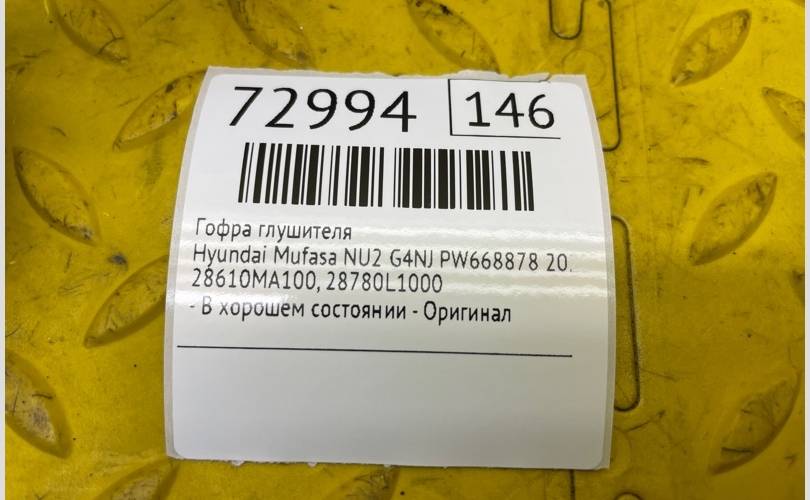 72994 146
Гофра глушителя
Hyundai Mufasa NU2 G4NJ PW668878 20.
28610MA100, 28780L1000
- В хорошем состоянии - Оригинал